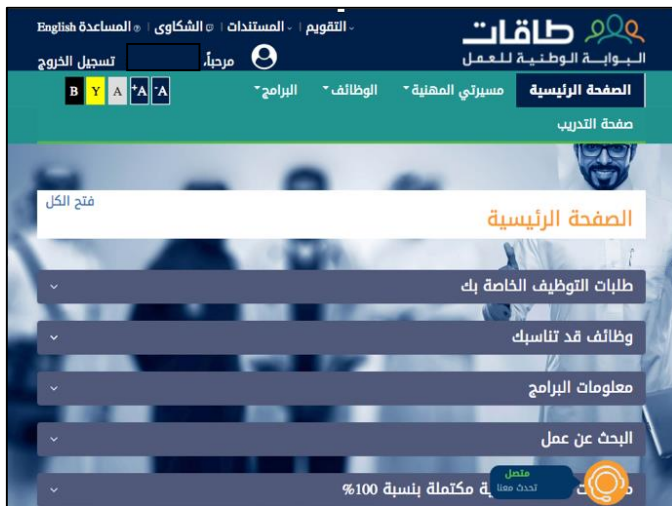 طاقات
البوابة الوطنية للعمل
التقويم | المستندات | الشكاوى | المساعدة English
مرحباً،
تسجيل الخروج
الصفحة الرئيسية
مسيرتي المهنية
الوظائف
البرامج
-A +A A Y B
صفحة التدريب
الصفحة الرئيسية
فتح الكل
طلبات التوظيف الخاصة بك
وظائف قد تناسبك
معلومات البرامج
البحث عن عمل
متصل
تحدث معنا
مكتملة بنسبة 100%